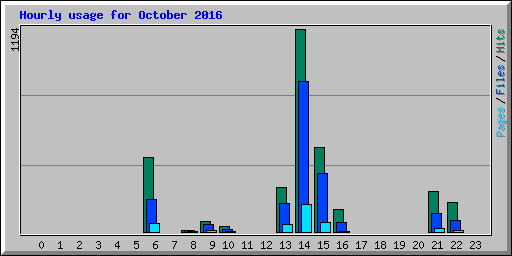 Hourly usage for October 2016
1194
Pages/Files/Hits
0 1 2 3 4 5 6 7 8 9 10 11 12 13 14 15 16 17 18 19 20 21 22 23